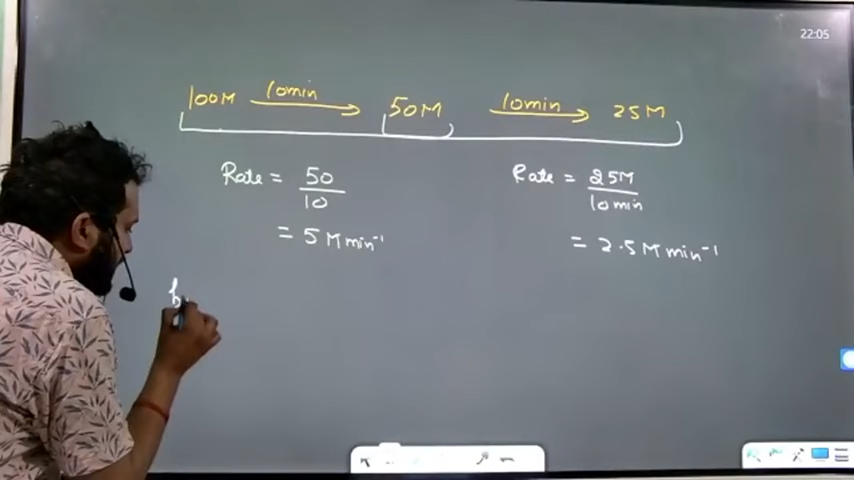 22:05
100M 10min 50M 10min 25M
Rate = 50/10 Rate = 25M/10min
= 5 M min⁻¹ = 2.5 M min⁻¹